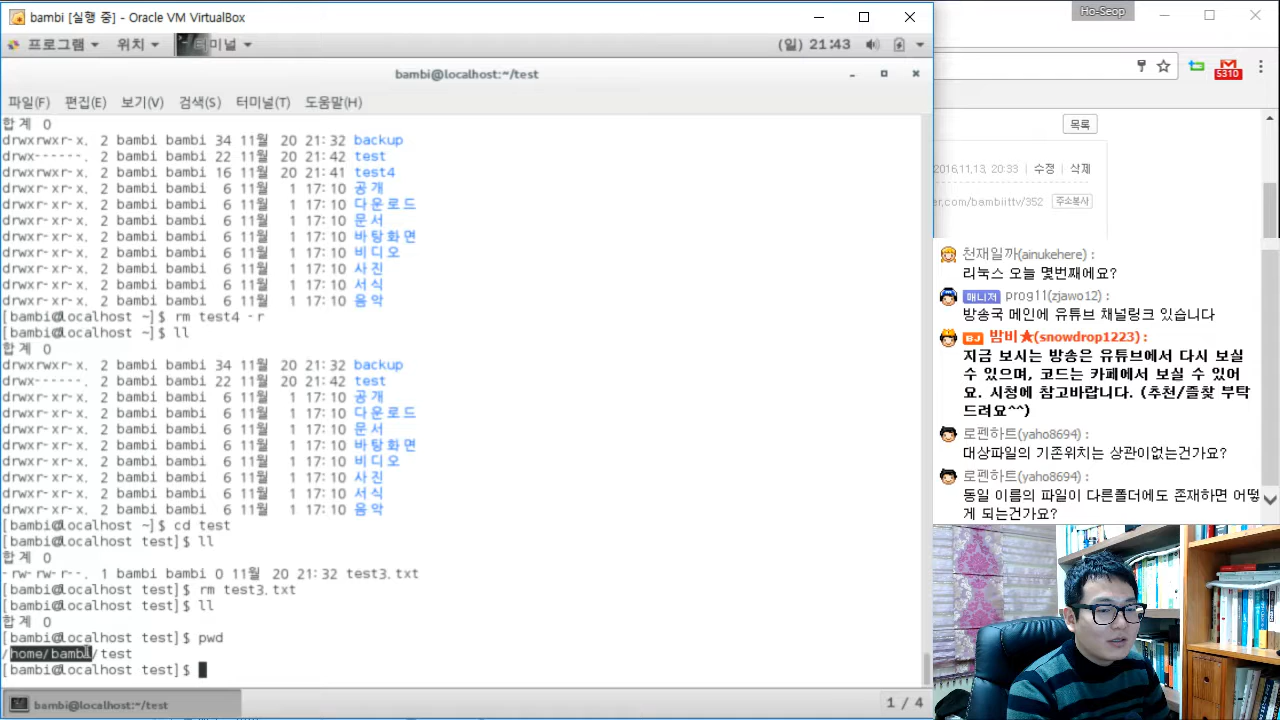 bambi [실행 중] - Oracle VM VirtualBox
프로그램 위치 터미널 (일) 21:43
bambi@localhost:~/test
파일(F) 편집(E) 보기(V) 검색(S) 터미널(T) 도움말(H)
합계 0
drwxrwxr-x. 2 bambi bambi 34 11월 20 21:32 backup
drwx------. 2 bambi bambi 22 11월 20 21:42 test
drwxrwxr-x. 2 bambi bambi 16 11월 20 21:41 test4
drwxr-xr-x. 2 bambi bambi 6 11월 1 17:10 공개
drwxr-xr-x. 2 bambi bambi 6 11월 1 17:10 다운로드
drwxr-xr-x. 2 bambi bambi 6 11월 1 17:10 문서
drwxr-xr-x. 2 bambi bambi 6 11월 1 17:10 바탕화면
drwxr-xr-x. 2 bambi bambi 6 11월 1 17:10 비디오
drwxr-xr-x. 2 bambi bambi 6 11월 1 17:10 사진
drwxr-xr-x. 2 bambi bambi 6 11월 1 17:10 서식
drwxr-xr-x. 2 bambi bambi 6 11월 1 17:10 음악
[bambi@localhost ~]$ rm test4 -r
[bambi@localhost ~]$ ll
합계 0
drwxrwxr-x. 2 bambi bambi 34 11월 20 21:32 backup
drwx------. 2 bambi bambi 22 11월 20 21:42 test
drwxr-xr-x. 2 bambi bambi 6 11월 1 17:10 공개
drwxr-xr-x. 2 bambi bambi 6 11월 1 17:10 다운로드
drwxr-xr-x. 2 bambi bambi 6 11월 1 17:10 문서
drwxr-xr-x. 2 bambi bambi 6 11월 1 17:10 바탕화면
drwxr-xr-x. 2 bambi bambi 6 11월 1 17:10 비디오
drwxr-xr-x. 2 bambi bambi 6 11월 1 17:10 사진
drwxr-xr-x. 2 bambi bambi 6 11월 1 17:10 서식
drwxr-xr-x. 2 bambi bambi 6 11월 1 17:10 음악
[bambi@localhost ~]$ cd test
[bambi@localhost test]$ ll
합계 0
-rw-rw-r--. 1 bambi bambi 0 11월 20 21:32 test3.txt
[bambi@localhost test]$ rm test3.txt
[bambi@localhost test]$ ll
합계 0
[bambi@localhost test]$ pwd
/home/bambi/test
[bambi@localhost test]$
bambi@localhost:~/test 1 / 4
Ho-Seop
5310
목록
2016,11,13, 20:33 수정 삭제
er,com/bambiittv/352 주소복사
천재일까(ainukehere) :
리눅스 오늘 몇번째에요?
매니저 prog11(zjawo12) :
방송국 메인에 유튜브 채널링크 있습니다
BJ 밤비★(snowdrop1223) :
지금 보시는 방송은 유튜브에서 다시 보실
수 있으며, 코드는 카페에서 보실 수 있어
요. 시청에 참고바랍니다. (추천/즐찾 부탁
드려요^^)
로펜하트(yaho8694) :
대상파일의 기존위치는 상관이없는건가요?
로펜하트(yaho8694) :
동일 이름의 파일이 다른폴더에도 존재하면 어떻
게 되는건가요?